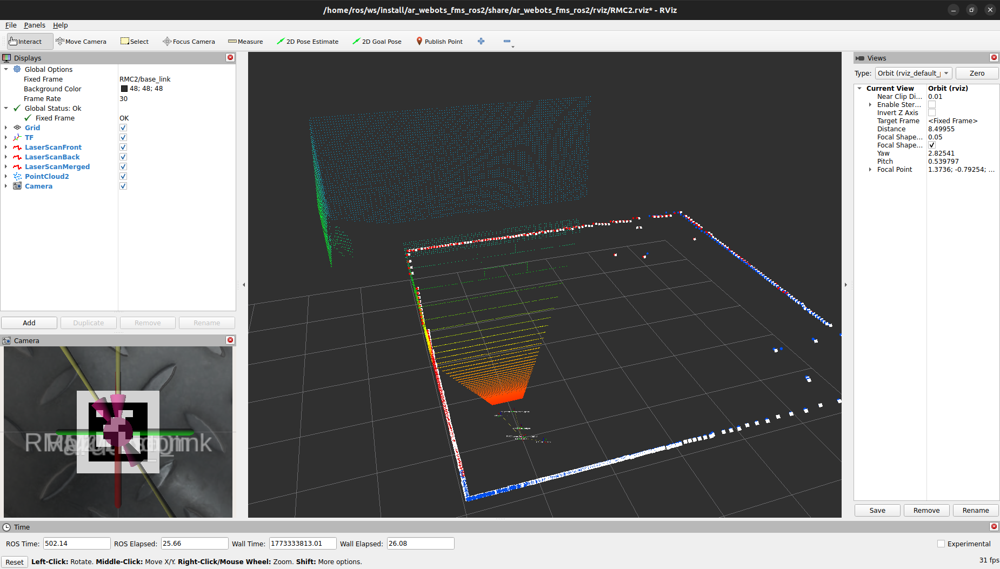 /home/ros/ws/install/ar_webots_fms_ros2/share/ar_webots_fms_ros2/rviz/RMC2.rviz* - RViz
File Panels Help
Interact Move Camera Select Focus Camera Measure 2D Pose Estimate 2D Goal Pose Publish Point
Displays
Global Options
Fixed Frame RMC2/base_link
Background Color 48; 48; 48
Frame Rate 30
Global Status: Ok
Fixed Frame OK
Grid
TF
LaserScanFront
LaserScanBack
LaserScanMerged
PointCloud2
Camera
Add Duplicate Remove Rename
Camera
Views
Type: Orbit (rviz_default_ Zero
Current View Orbit (rviz)
Near Clip Di... 0.01
Enable Ster...
Invert Z Axis
Target Frame <Fixed Frame>
Distance 8.49955
Focal Shape... 0.05
Focal Shape...
Yaw 2.82541
Pitch 0.539797
Focal Point 1.3736; -0.79254; ...
Save Remove Rename
Time
ROS Time: 502.14 ROS Elapsed: 25.66 Wall Time: 1773333813.01 Wall Elapsed: 26.08 Experimental
Reset Left-Click: Rotate. Middle-Click: Move X/Y. Right-Click/Mouse Wheel: Zoom. Shift: More options. 31 fps